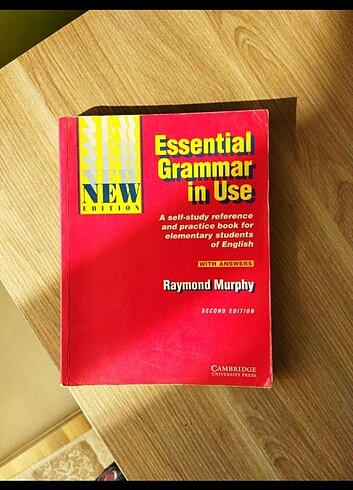 NEW
EDITION
Essential
Grammar
in Use
A self-study reference
and practice book for
elementary students
of English
WITH ANSWERS
Raymond Murphy
SECOND EDITION
CAMBRIDGE
UNIVERSITY PRESS